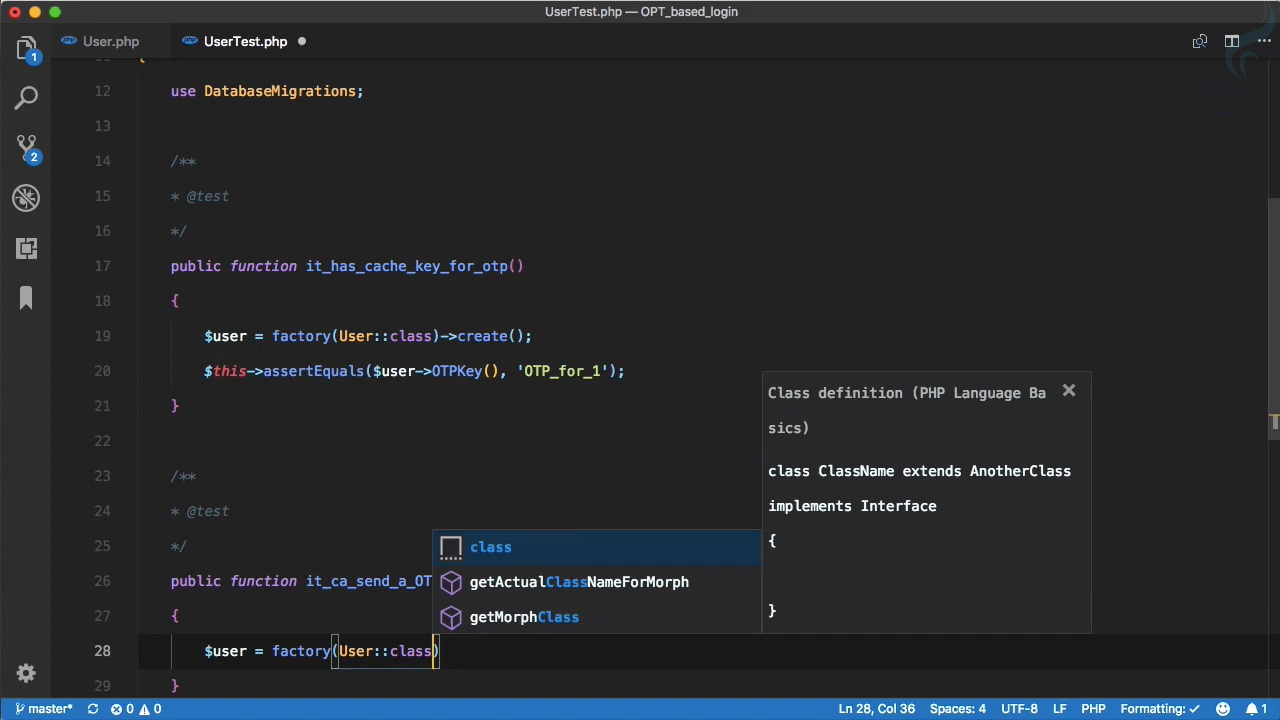 UserTest.php — OPT_based_login
User.php
UserTest.php
12 use DatabaseMigrations;
13
14 /**
15 * @test
16 */
17 public function it_has_cache_key_for_otp()
18 {
19 $user = factory(User::class)->create();
20 $this->assertEquals($user->OTPKey(), 'OTP_for_1');
21 }
22
23 /**
24 * @test
25 */
26 public function it_ca_send_a_OT
27 {
28 $user = factory(User::class)
29 }
class
getActualClassNameForMorph
getMorphClass
Class definition (PHP Language Ba
sics)
class ClassName extends AnotherClass
implements Interface
{
}
1
2
master* 0 0 Ln 28, Col 36 Spaces: 4 UTF-8 LF PHP Formatting: ✓ 1